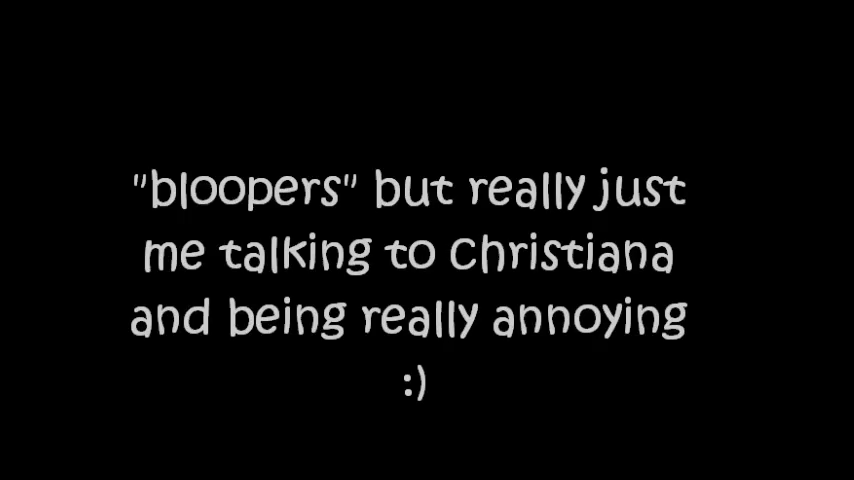 "bloopers" but really just
me talking to Christiana
and being really annoying
:)